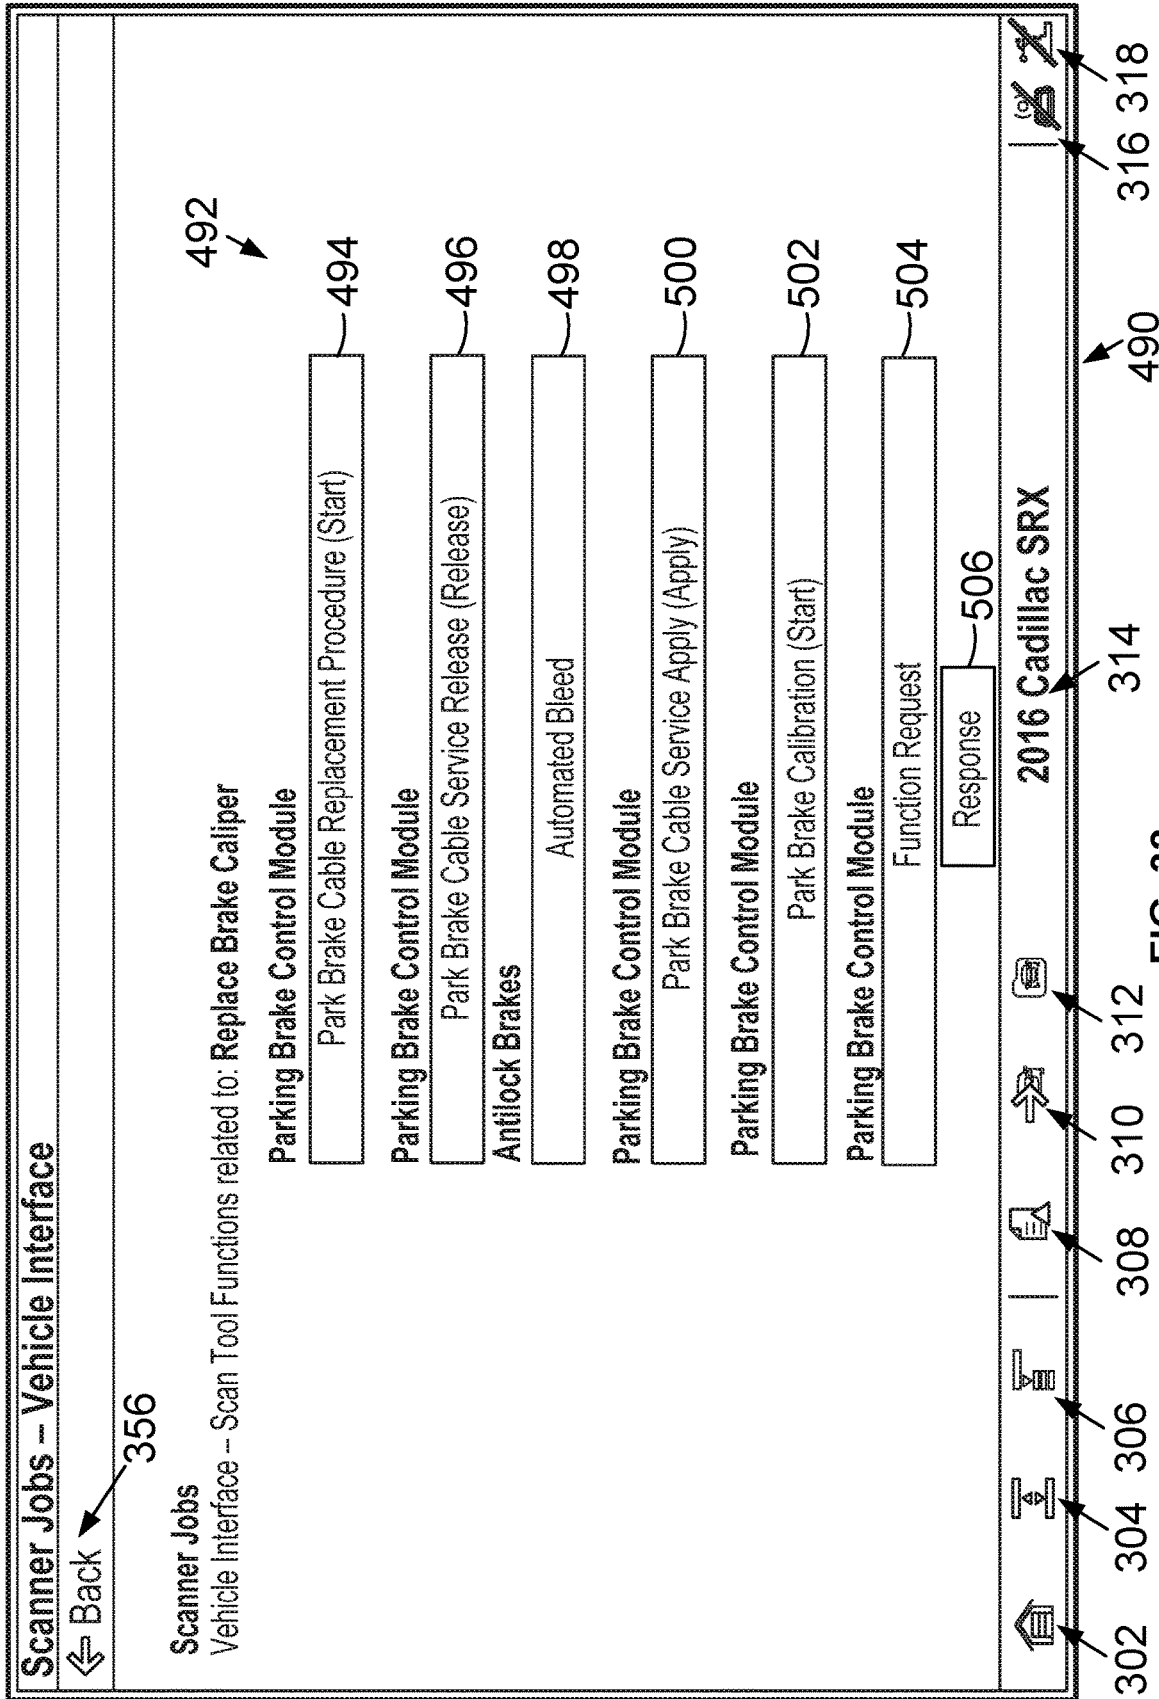 Scanner Jobs – Vehicle Interface
Back
356
Scanner Jobs
Vehicle Interface – Scan Tool Functions related to: Replace Brake Caliper
492
Parking Brake Control Module
Park Brake Cable Replacement Procedure (Start)
494
Parking Brake Control Module
Park Brake Cable Service Release (Release)
496
Antilock Brakes
Automated Bleed
498
Parking Brake Control Module
Park Brake Cable Service Apply (Apply)
500
Parking Brake Control Module
Park Brake Calibration (Start)
502
Parking Brake Control Module
Function Request
504
Response
506
2016 Cadillac SRX
302 304 306 308 310 312 314 490 316 318